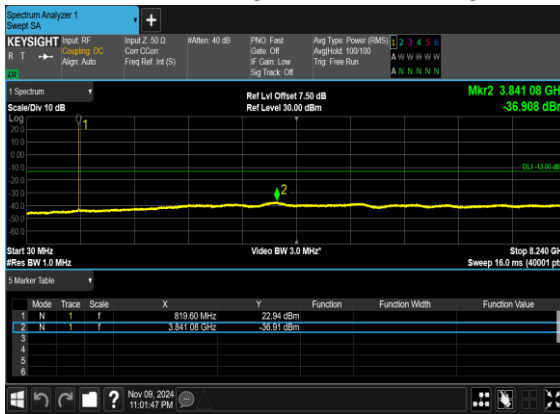 Spectrum Analyzer 1
Swept SA
KEYSIGHT Input: RF Input Z: 50 Ω #Atten: 40 dB PNO: Fast Avg Type: Power (RMS) 1 2 3 4 5 6
R T Coupling: DC Corr CCorr Gate: Off Avg|Hold: 100/100 A W W W W W
Align: Auto Freq Ref: Int (S) IF Gain: Low Trig: Free Run
Sig Track: Off A N N N N N
1 Spectrum Ref Lvl Offset 7.50 dB Mkr2 3.841 08 GH
Scale/Div 10 dB Ref Level 30.00 dBm -36.908 dB
Log
20.0
10.0
0.00
-10.0
-20.0
-30.0
-40.0
-50.0
-60.0
1
2
DL1 -13.00 dB
Start 30 MHz Video BW 3.0 MHz* Stop 8.240 GH
#Res BW 1.0 MHz Sweep 16.0 ms (40001 pt
5 Marker Table
Mode Trace Scale X Y Function Function Width Function Value
1 N 1 f 819.60 MHz 22.94 dBm
2 N 1 f 3.841 08 GHz -36.91 dBm
3
4
5
6
? Nov 09, 2024
11:01:47 PM